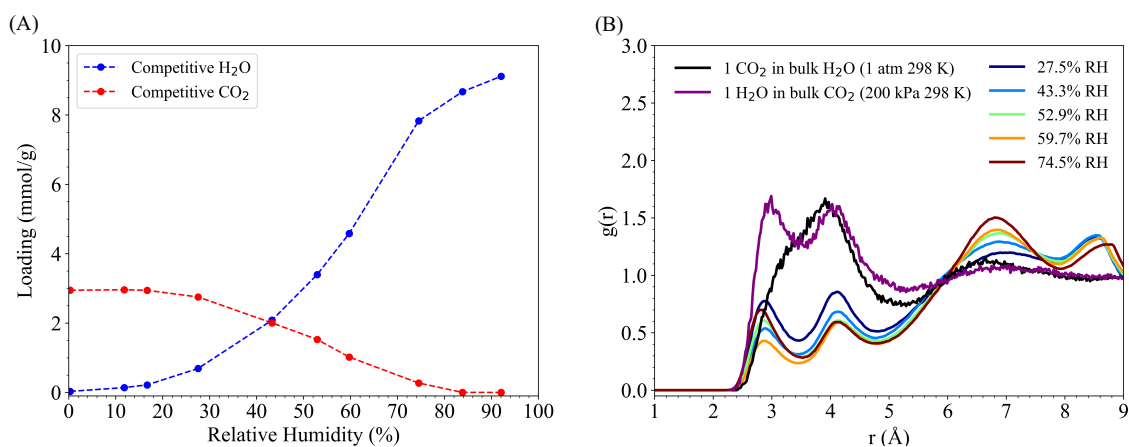 (A)
10
8
6
4
2
0
Loading (mmol/g)
Competitive H₂O
Competitive CO₂
0 10 20 30 40 50 60 70 80 90 100
Relative Humidity (%)
(B)
3.0
2.5
2.0
1.5
1.0
0.5
0.0
g(r)
1 CO₂ in bulk H₂O (1 atm 298 K)
1 H₂O in bulk CO₂ (200 kPa 298 K)
27.5% RH
43.3% RH
52.9% RH
59.7% RH
74.5% RH
1 2 3 4 5 6 7 8 9
r (Å)